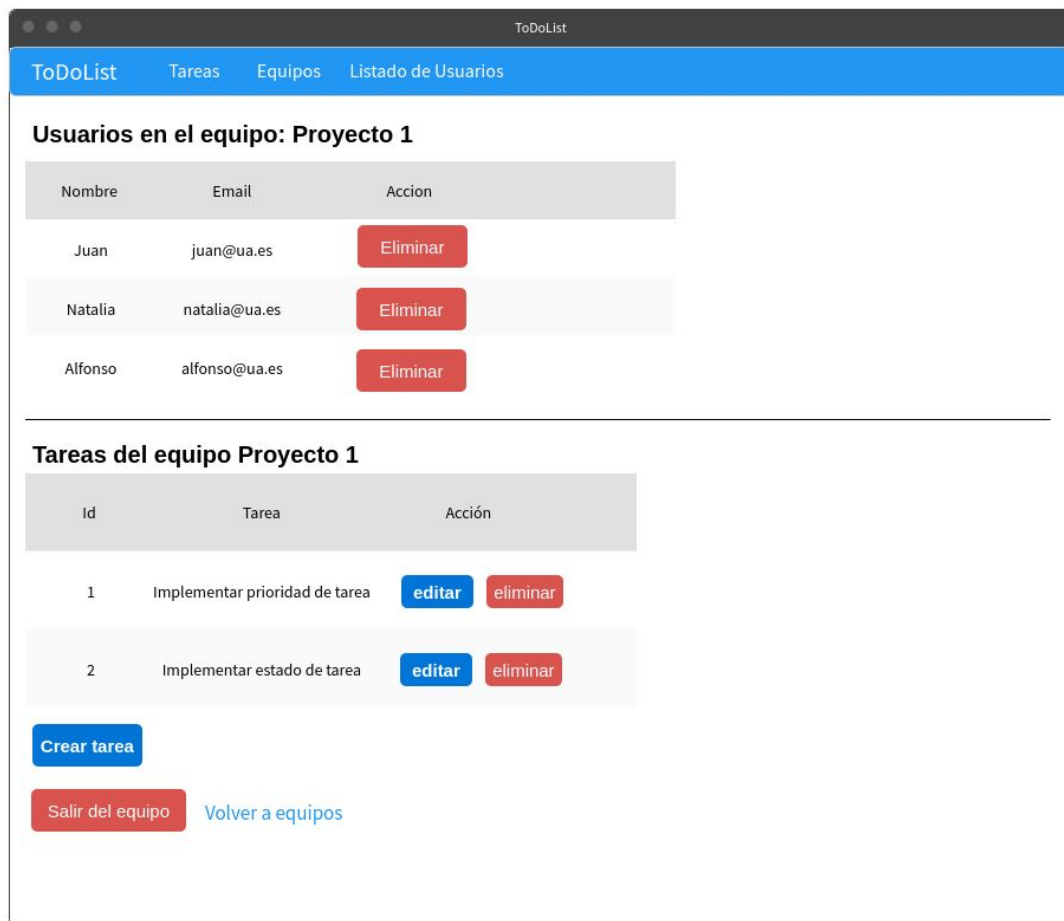 ToDoList
ToDoList Tareas Equipos Listado de Usuarios
Usuarios en el equipo: Proyecto 1
Nombre Email Accion
Juan juan@ua.es Eliminar
Natalia natalia@ua.es Eliminar
Alfonso alfonso@ua.es Eliminar
Tareas del equipo Proyecto 1
Id Tarea Acción
1 Implementar prioridad de tarea editar eliminar
2 Implementar estado de tarea editar eliminar
Crear tarea
Salir del equipo Volver a equipos